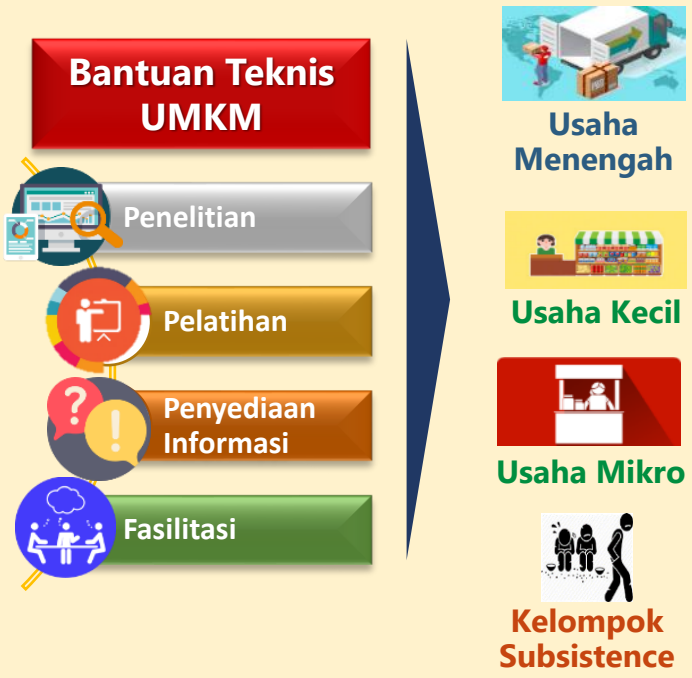 Bantuan Teknis
UMKM
Penelitian
Pelatihan
Penyediaan
Informasi
Fasilitasi
Usaha
Menengah
Usaha Kecil
Usaha Mikro
Kelompok
Subsistence